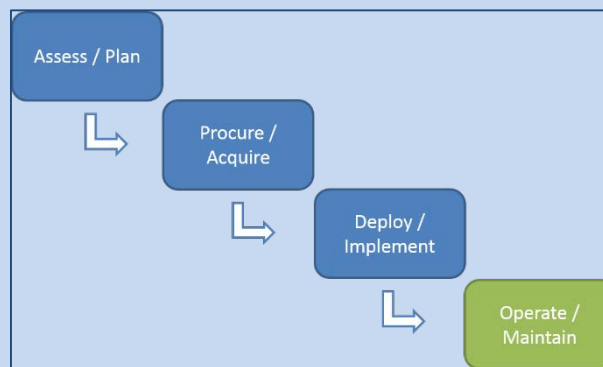 Assess / Plan
Procure /
Acquire
Deploy /
Implement
Operate /
Maintain